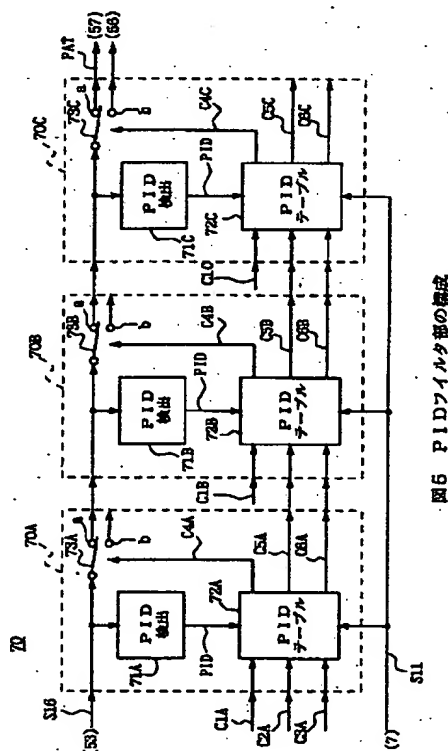 70
70A
70B
70C
S16
(53)
73A
a
b
73B
a
b
73C
a
b
PAT
(57)
(56)
PID
検出
71A
PID
C4A
PID
検出
71B
PID
C4B
PID
検出
71C
PID
C4C
72A
PID
テーブル
72B
PID
テーブル
72C
PID
テーブル
C1A
C2A
C3A
C5A
C6A
C1B
C5B
C6B
C1C
C5C
C6C
(7)
S11
図6 PIDフィルタ部の構成